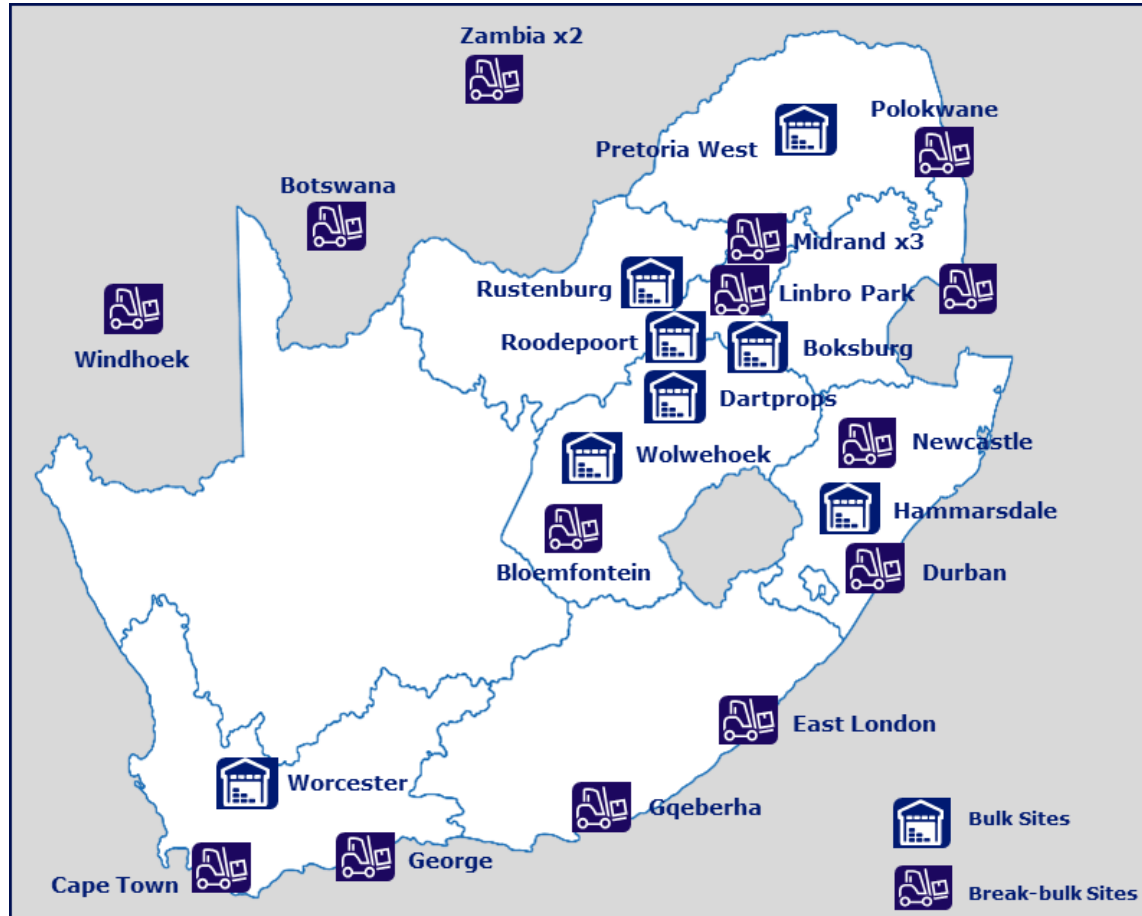 Zambia x2
Polokwane
Pretoria West
Botswana
Midrand x3
Rustenburg
Linbro Park
Windhoek
Roodepoort
Boksburg
Dartprops
Newcastle
Wolwehoek
Hammarsdale
Bloemfontein
Durban
East London
Worcester
Gqeberha
Bulk Sites
George
Cape Town
Break-bulk Sites